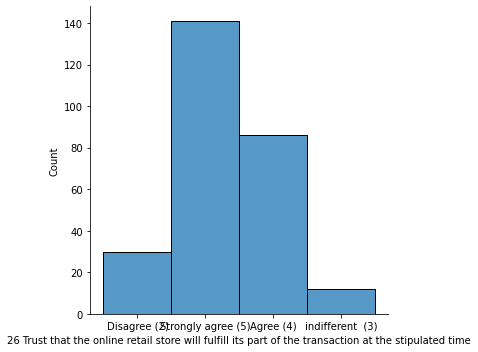 140
120
100
80
60
40
20
0
Count
Disagree (2) Strongly agree (5) Agree (4) indifferent  (3)
26 Trust that the online retail store will fulfill its part of the transaction at the stipulated time